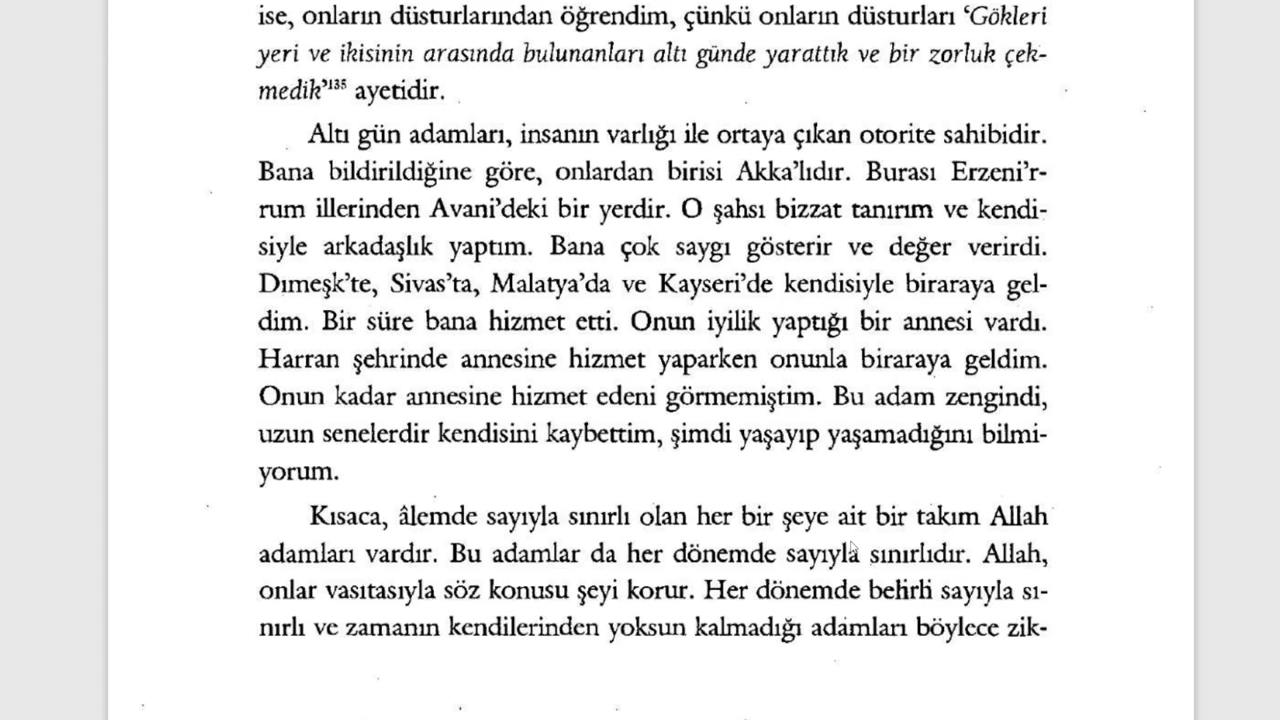 ise, onların düsturlarından öğrendim, çünkü onların düsturları ‘Gökleri
yeri ve ikisinin arasında bulunanları altı günde yarattık ve bir zorluk çek-
medik’¹³⁵ ayetidir.
Altı gün adamları, insanın varlığı ile ortaya çıkan otorite sahibidir.
Bana bildirildiğine göre, onlardan birisi Akka’lıdır. Burası Erzeni’r-
rum illerinden Avani’deki bir yerdir. O şahsı bizzat tanırım ve kendi-
siyle arkadaşlık yaptım. Bana çok saygı gösterir ve değer verirdi.
Dımeşk’te, Sivas’ta, Malatya’da ve Kayseri’de kendisiyle biraraya gel-
dim. Bir süre bana hizmet etti. Onun iyilik yaptığı bir annesi vardı.
Harran şehrinde annesine hizmet yaparken onunla biraraya geldim.
Onun kadar annesine hizmet edeni görmemiştim. Bu adam zengindi,
uzun senelerdir kendisini kaybettim, şimdi yaşayıp yaşamadığını bilmi-
yorum.
Kısaca, âlemde sayıyla sınırlı olan her bir şeye ait bir takım Allah
adamları vardır. Bu adamlar da her dönemde sayıyla sınırlıdır. Allah,
onlar vasıtasıyla söz konusu şeyi korur. Her dönemde belirli sayıyla sı-
nırlı ve zamanın kendilerinden yoksun kalmadığı adamları böylece zik-